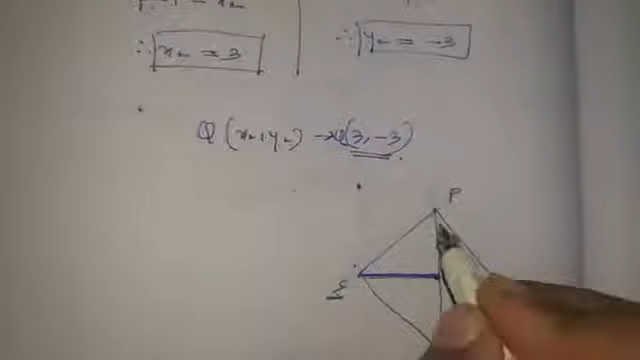 ∴ x₂ = 3
∴ y₂ = -3
Q (x₂, y₂) → Q(3, -3).
P
S